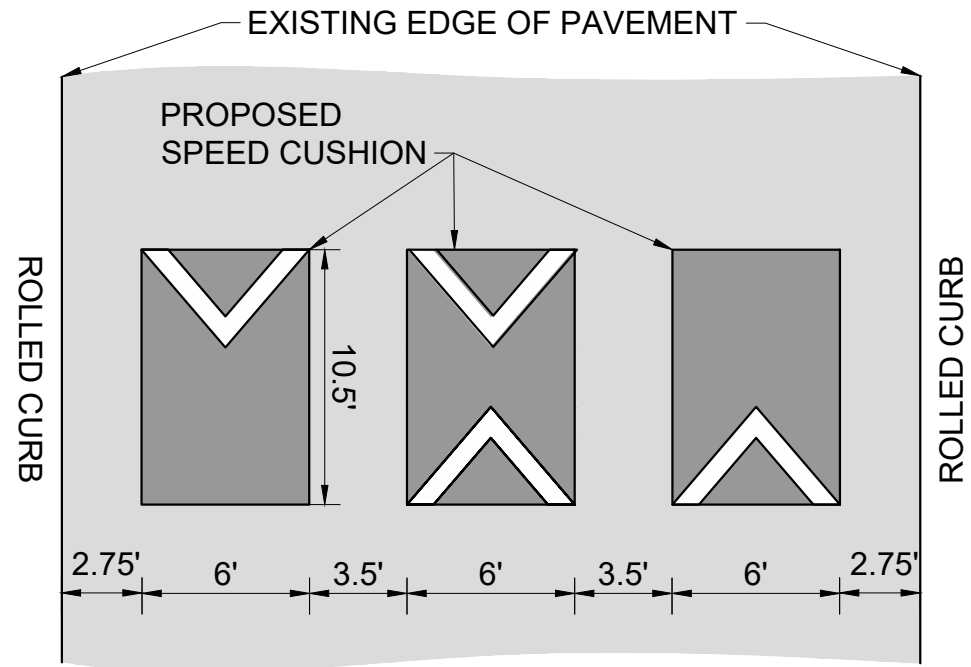 EXISTING EDGE OF PAVEMENT
PROPOSED
SPEED CUSHION
ROLLED CURB
ROLLED CURB
10.5'
2.75'
6'
3.5'
6'
3.5'
6'
2.75'